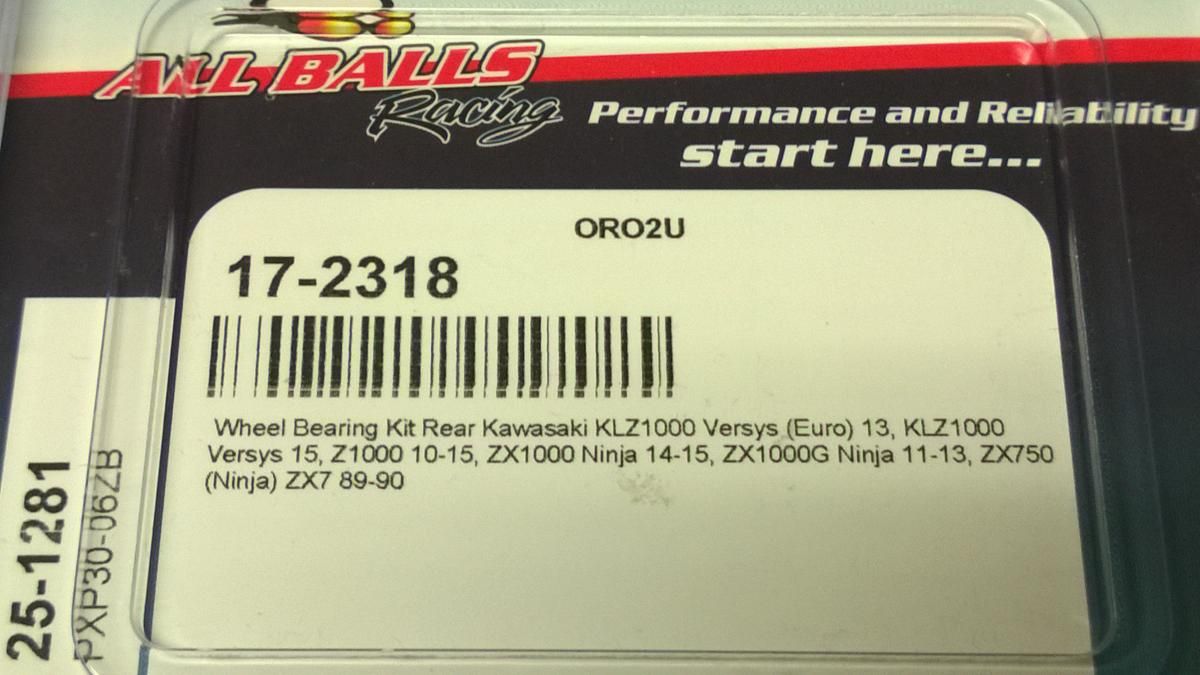 ALL BALLS
Racing
Performance and Reliability
start here...
ORO2U
17-2318
Wheel Bearing Kit Rear Kawasaki KLZ1000 Versys (Euro) 13, KLZ1000
Versys 15, Z1000 10-15, ZX1000 Ninja 14-15, ZX1000G Ninja 11-13, ZX750
(Ninja) ZX7 89-90
25-1281
PXP30-06ZB